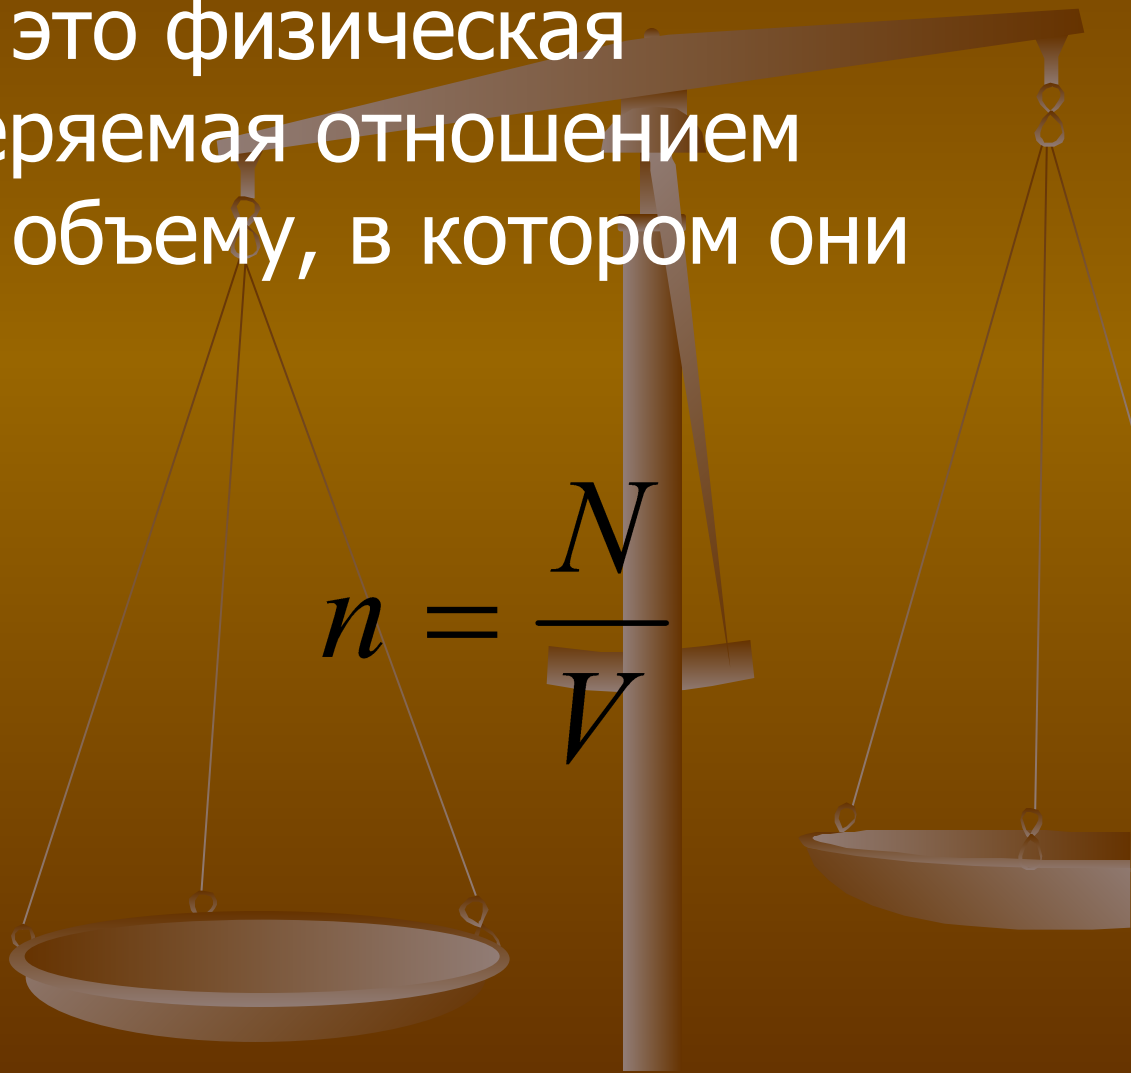 это физическая
еряемая отношением
объему, в котором они
n = N/V